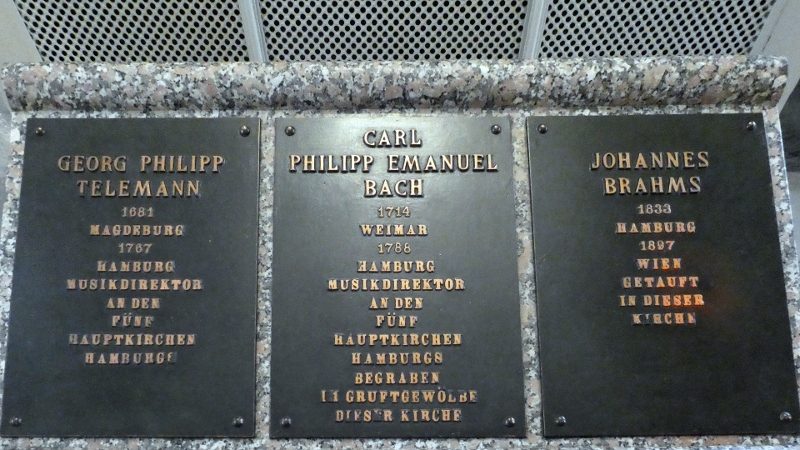 GEORG PHILIPP
TELEMANN
1681
MAGDEBURG
1767
HAMBURG
MUSIKDIREKTOR
AN DEN
FÜNF
HAUPTKIRCHEN
HAMBURGS
CARL
PHILIPP EMANUEL
BACH
1714
WEIMAR
1788
HAMBURG
MUSIKDIREKTOR
AN DEN
FÜNF
HAUPTKIRCHEN
HAMBURGS
BEGRABEN
IM GRUFTGEWÖLBE
DIESER KIRCHE
JOHANNES
BRAHMS
1833
HAMBURG
1897
WIEN
GETAUFT
IN DIESER
KIRCHE